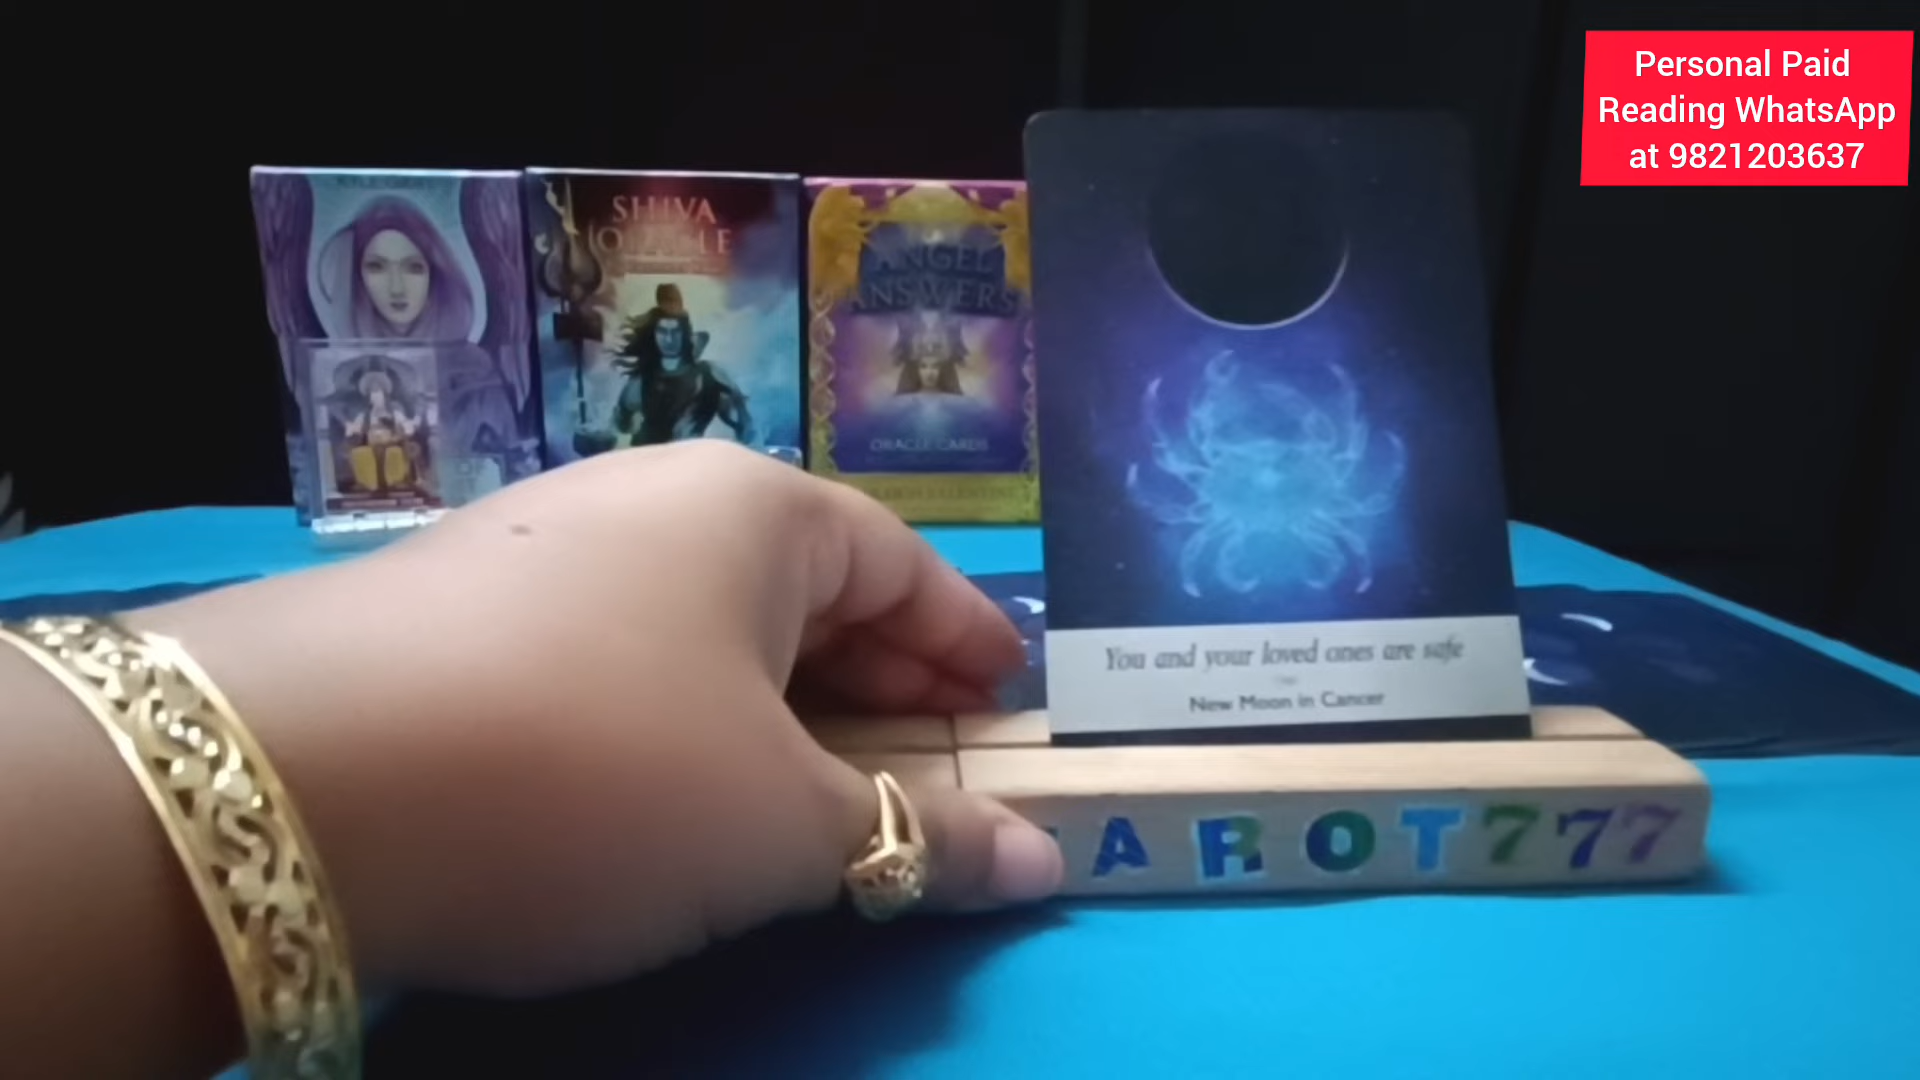 Personal Paid
Reading WhatsApp
at 9821203637
SHIVA
ANGEL
ANSWERS
ORACLE CARDS
You and your loved ones are safe
New Moon in Cancer
AROT777